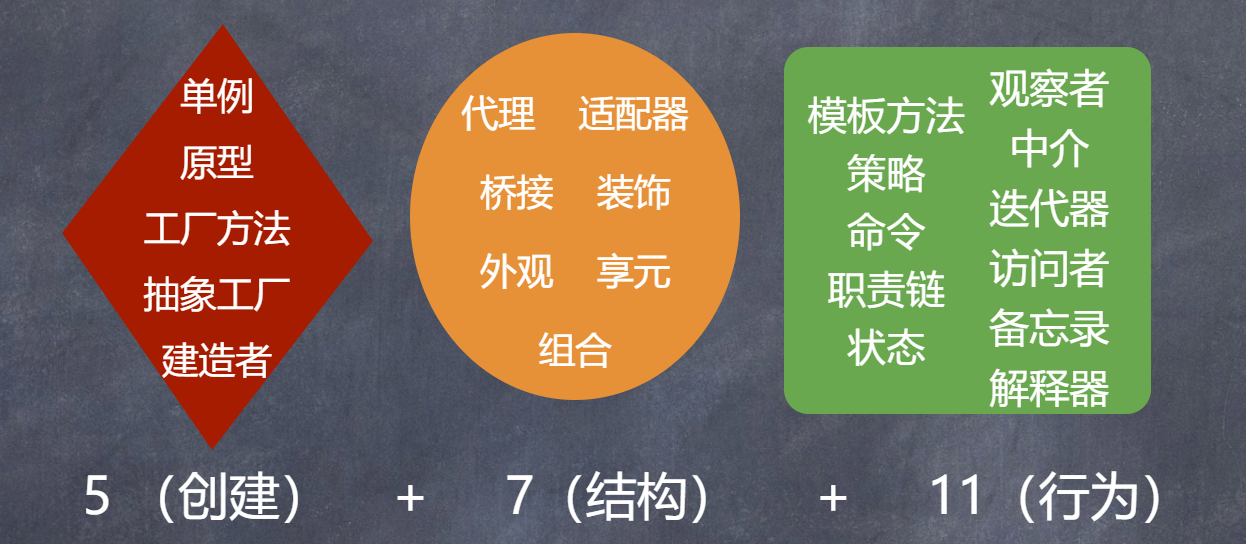 单例
原型
工厂方法
抽象工厂
建造者
代理 适配器
桥接 装饰
外观 享元
组合
模板方法
策略
命令
职责链
状态
观察者
中介
迭代器
访问者
备忘录
解释器
5 （创建） + 7（结构） + 11（行为）